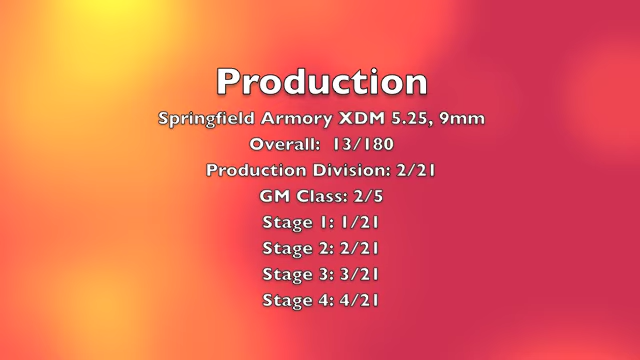 Production
Springfield Armory XDM 5.25, 9mm
Overall:  13/180
Production Division: 2/21
GM Class: 2/5
Stage 1: 1/21
Stage 2: 2/21
Stage 3: 3/21
Stage 4: 4/21